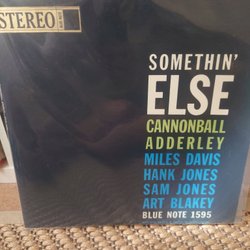 STEREO
SOMETHIN'
ELSE
CANNONBALL
ADDERLEY
MILES DAVIS
HANK JONES
SAM JONES
ART BLAKEY
BLUE NOTE 1595